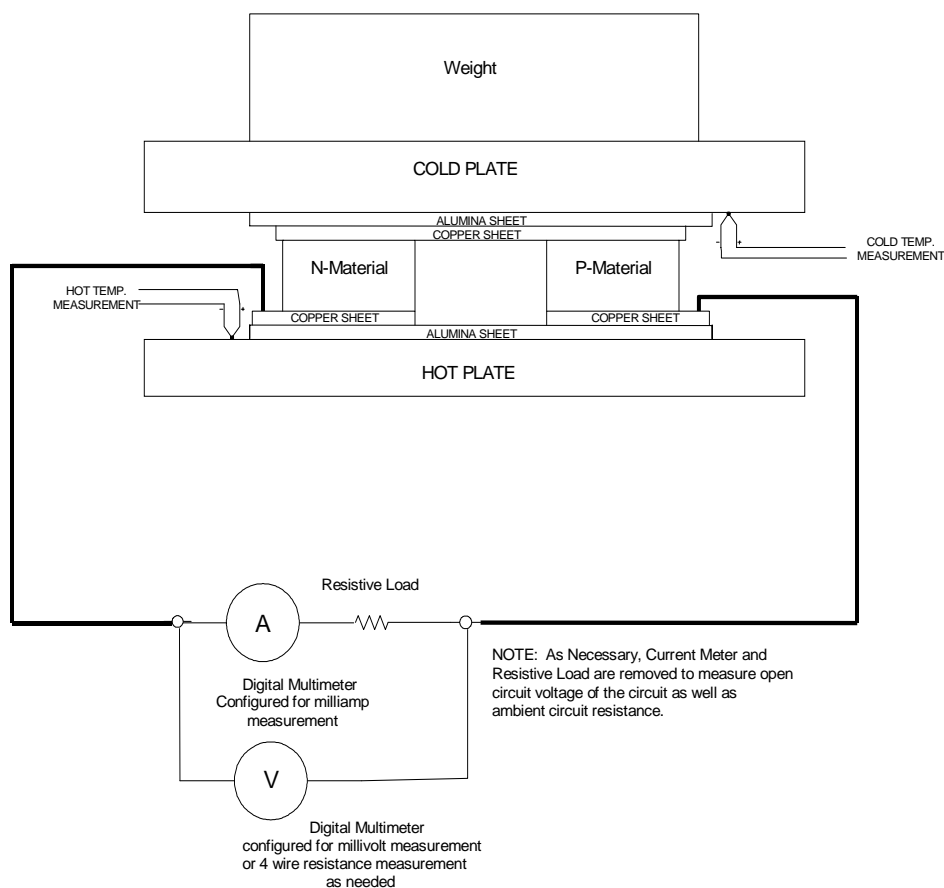 Weight
COLD PLATE
ALUMINA SHEET
COPPER SHEET
N-Material
P-Material
- +
COLD TEMP.
MEASUREMENT
HOT TEMP.
MEASUREMENT
- +
COPPER SHEET
COPPER SHEET
ALUMINA SHEET
HOT PLATE
Resistive Load
A
Digital Multimeter
Configured for milliamp
measurement
NOTE: As Necessary, Current Meter and
Resistive Load are removed to measure open
circuit voltage of the circuit as well as
ambient circuit resistance.
V
Digital Multimeter
configured for millivolt measurement
or 4 wire resistance measurement
as needed